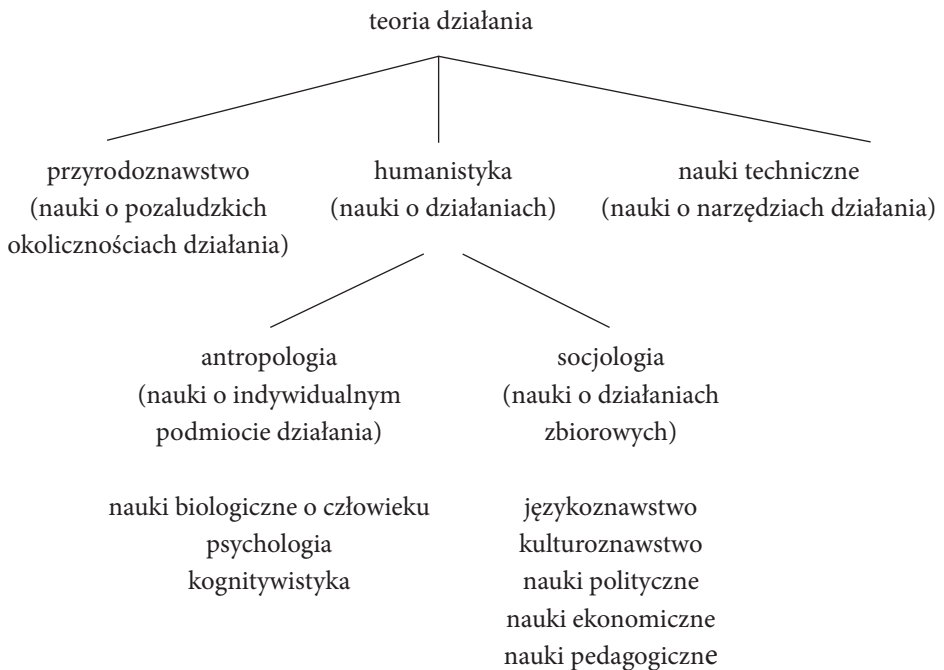 teoria działania
przyrodoznawstwo
(nauki o pozaludzkich
okolicznościach działania)
humanistyka
(nauki o działaniach)
nauki techniczne
(nauki o narzędziach działania)
antropologia
(nauki o indywidualnym
podmiocie działania)
socjologia
(nauki o działaniach
zbiorowych)
nauki biologiczne o człowieku
psychologia
kognitywistyka
językoznawstwo
kulturoznawstwo
nauki polityczne
nauki ekonomiczne
nauki pedagogiczne